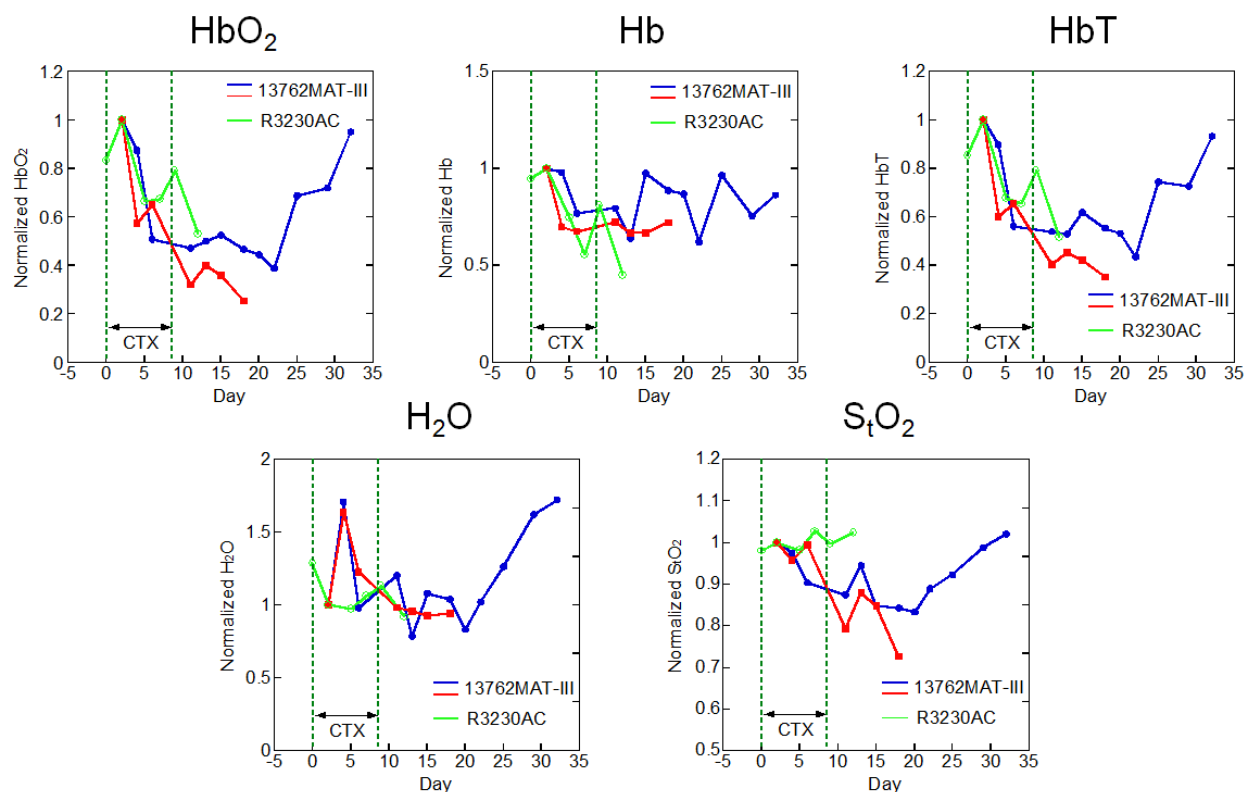 HbO₂
Hb
HbT
Normalized HbO₂
1.2
1
0.8
0.6
0.4
0.2
0
13762MAT-III
R3230AC
CTX
-5 0 5 10 15 20 25 30 35
Day
Normalized Hb
1.5
1
0.5
0
13762MAT-III
R3230AC
CTX
-5 0 5 10 15 20 25 30 35
Day
Normalized HbT
1.2
1
0.8
0.6
0.4
0.2
0
13762MAT-III
R3230AC
CTX
-5 0 5 10 15 20 25 30 35
Day
H₂O
SₜO₂
Normalized H₂O
2
1.5
1
0.5
0
13762MAT-III
R3230AC
CTX
-5 0 5 10 15 20 25 30 35
Day
Normalized StO₂
1.2
1.1
1
0.9
0.8
0.7
0.6
0.5
13762MAT-III
R3230AC
CTX
-5 0 5 10 15 20 25 30 35
Day